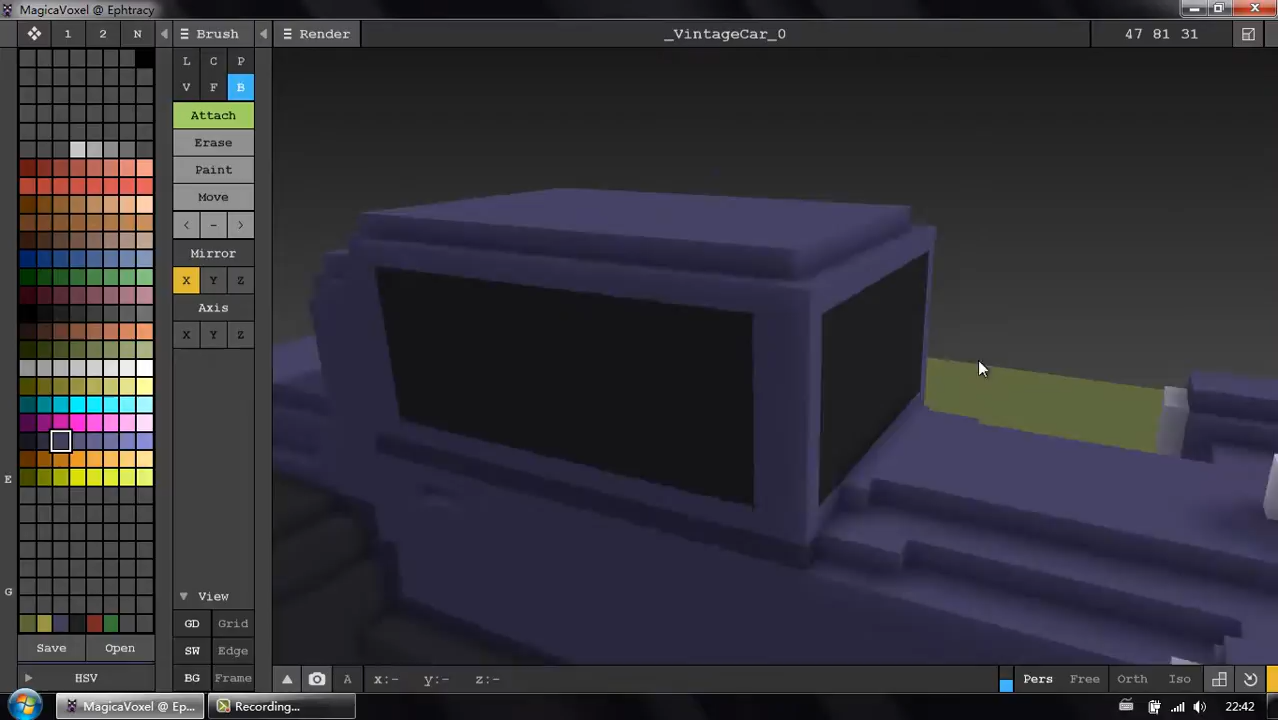 MagicaVoxel @ Ephtracy
1 2 N
Brush
Render
_VintageCar_0
47 81 31
L C P
V F B
Attach
Erase
Paint
Move
< - >
Mirror
X Y Z
Axis
X Y Z
E
G
View
GD Grid
SW Edge
BG Frame
Save Open
HSV
A x:- y:- z:-
Pers Free Orth Iso
MagicaVoxel @ Ep...
Recording...
22:42